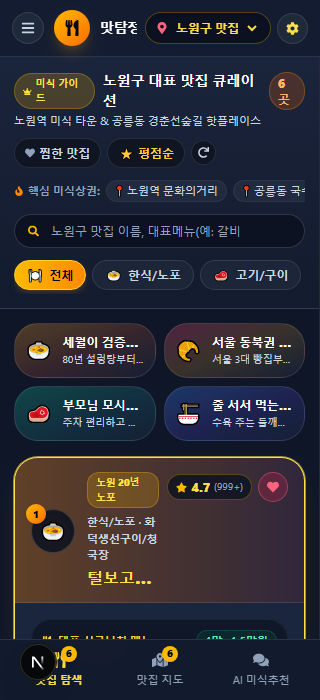 맛탐정
노원구 맛집
미식 가이드
노원구 대표 맛집 큐레이션
6곳
노원역 미식 타운 & 공릉동 경춘선숲길 핫플레이스
찜한 맛집
평점순
핵심 미식상권:
노원역 문화의거리
공릉동 국수
노원구 맛집 이름, 대표메뉴(예: 갈비
전체
한식/노포
고기/구이
세월이 검증...
80년 설렁탕부터...
서울 동북권 ...
서울 3대 빵집부...
부모님 모시...
주차 편리하고 ...
줄 서서 먹는...
수육 주는 들깨...
노원 20년 노포
4.7 (999+)
1
한식/노포 · 화덕생선구이/청국장
털보고...
N
6
맛집 탐색
6
맛집 지도
AI 미식추천